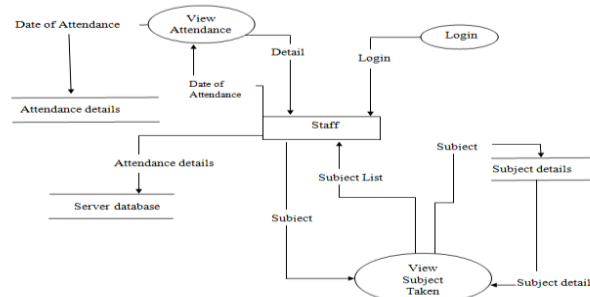 Date of Attendance
View
Attendance
Login
Detail
Login
Date of
Attendance
Attendance details
Staff
Subject
Attendance details
Subject List
Subject details
Server database
Subject
View
Subject
Taken
Subject detail